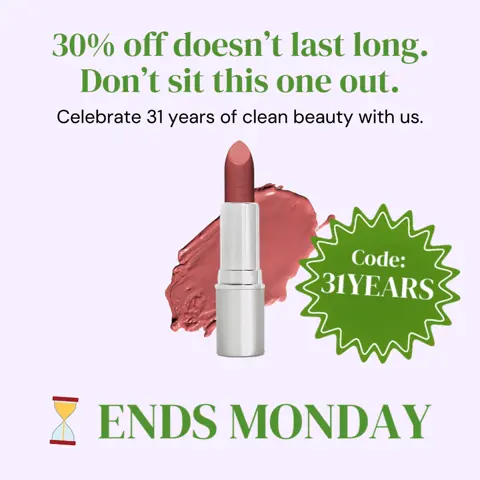 30% off doesn’t last long.
Don’t sit this one out.
Celebrate 31 years of clean beauty with us.
Code:
31YEARS
ENDS MONDAY